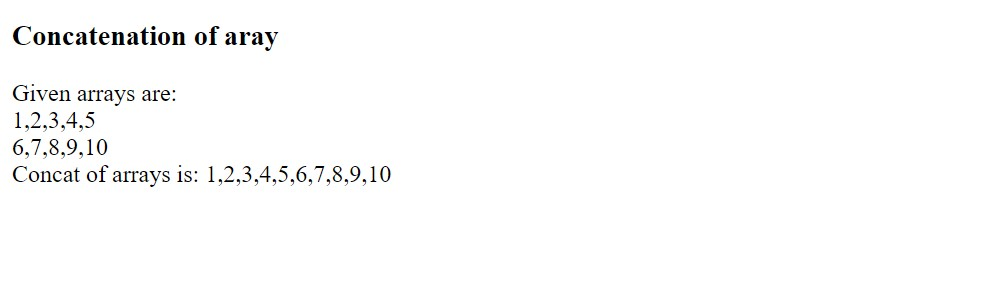 Concatenation of aray
Given arrays are:
1,2,3,4,5
6,7,8,9,10
Concat of arrays is: 1,2,3,4,5,6,7,8,9,10